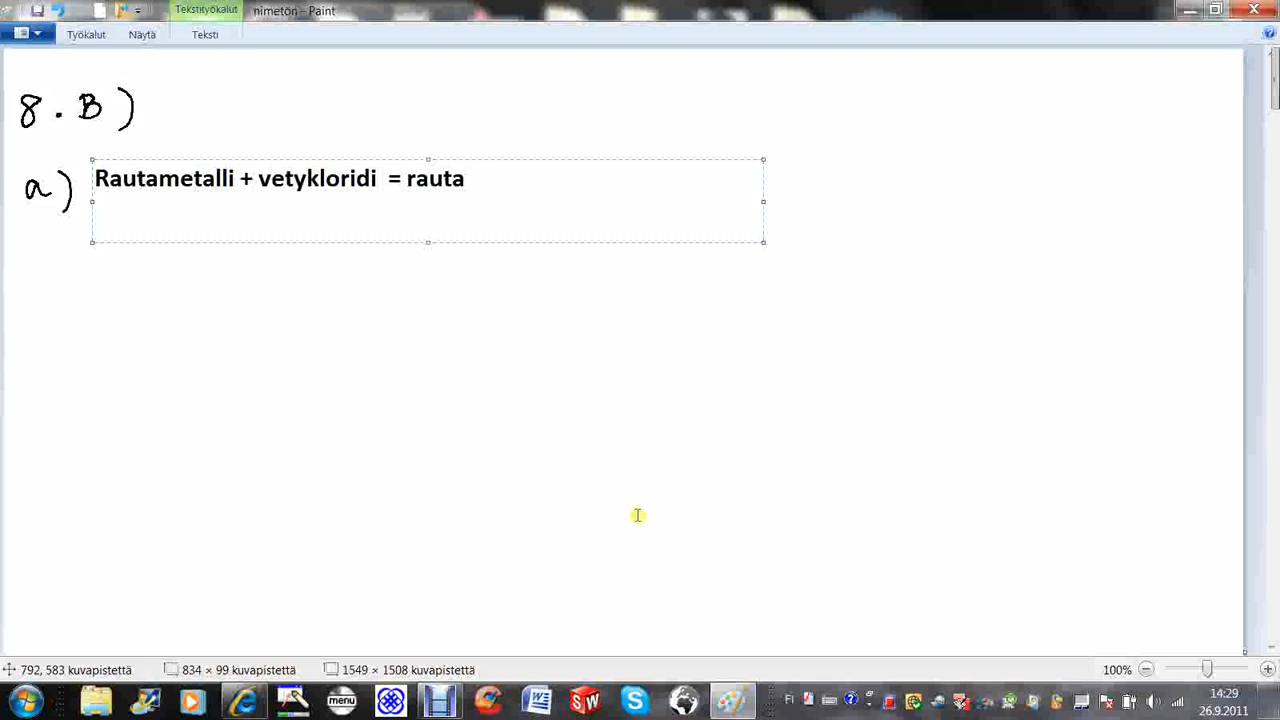 Tekstityökalut
nimetön - Paint
Työkalut Näytä Teksti
8. B)
a) Rautametalli + vetykloridi = rauta
792, 583 kuvapistettä 834 × 99 kuvapistettä 1549 × 1508 kuvapistettä 100%
menu W SW S FI 14:29
26.9.2011